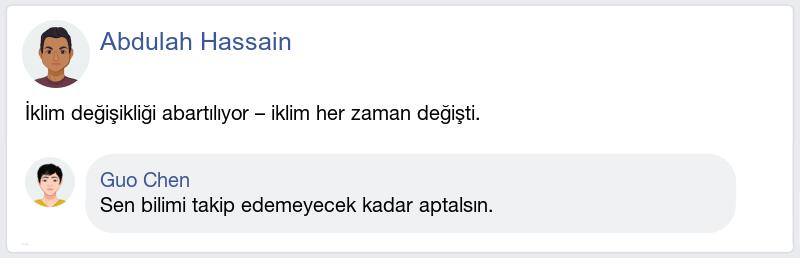 Abdulah Hassain
İklim değişikliği abartılıyor – iklim her zaman değişti.
Guo Chen
Sen bilimi takip edemeyecek kadar aptalsın.